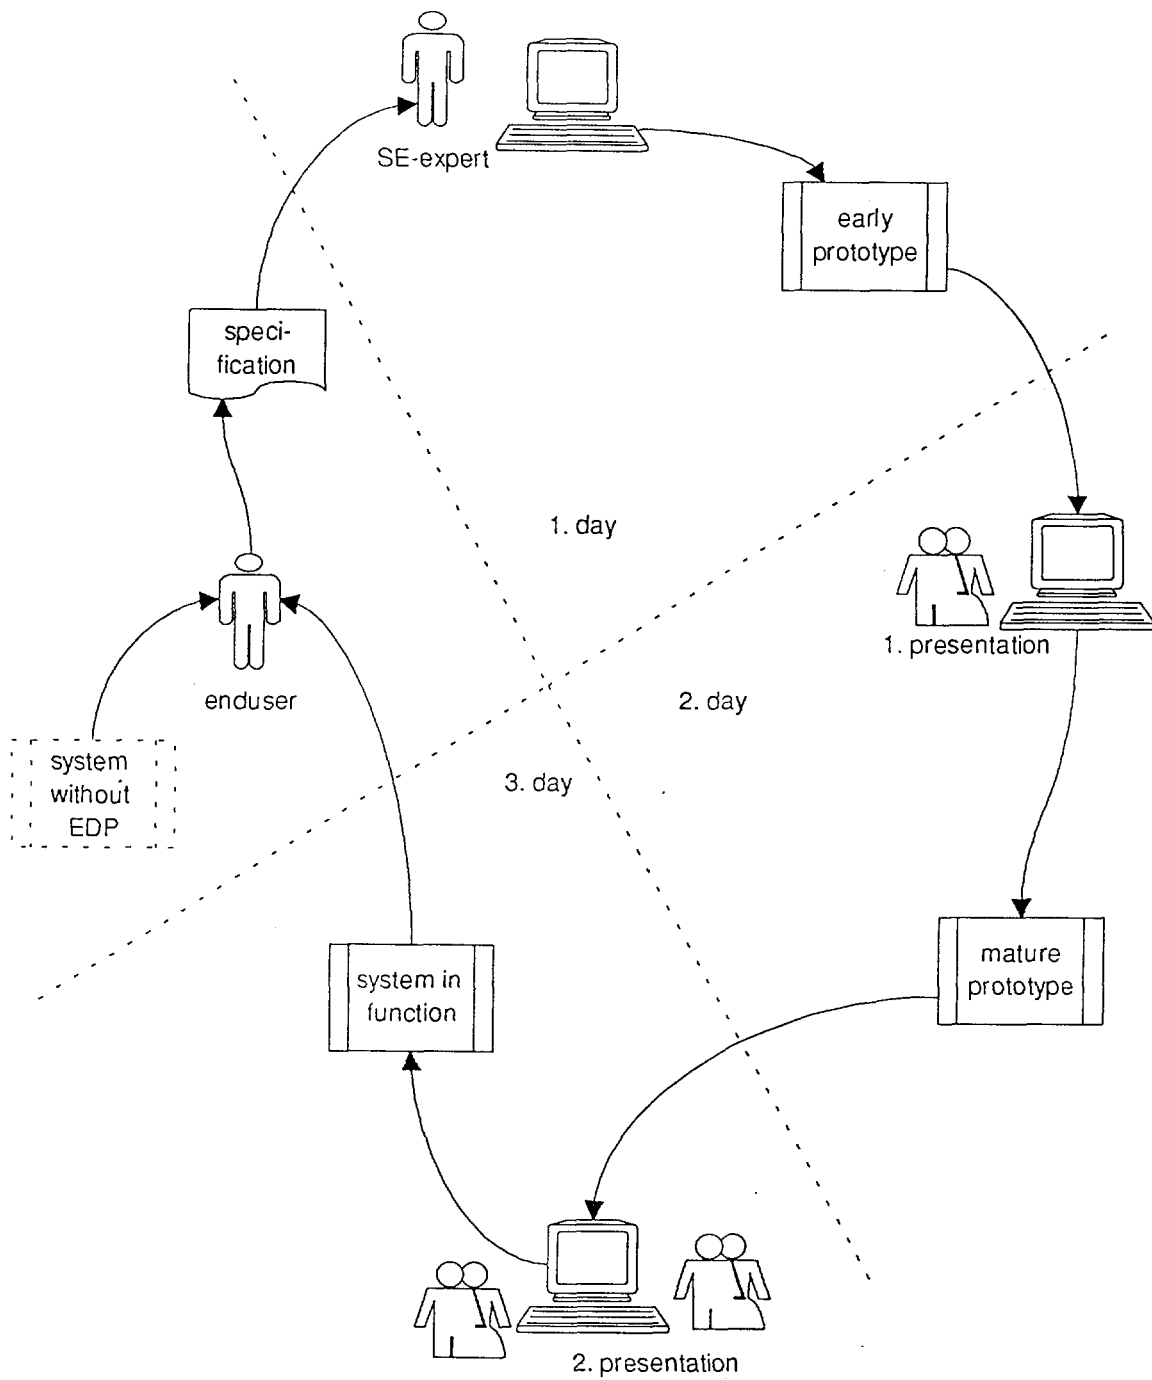 SE-expert
early
prototype
speci-
fication
1. day
1. presentation
enduser
2. day
system
without
EDP
3. day
mature
prototype
system in
function
2. presentation